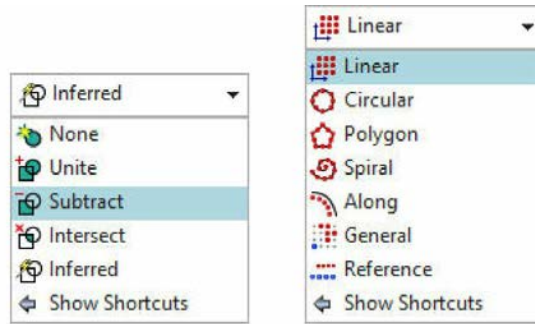 Inferred
None
Unite
Subtract
Intersect
Inferred
Show Shortcuts
Linear
Linear
Circular
Polygon
Spiral
Along
General
Reference
Show Shortcuts